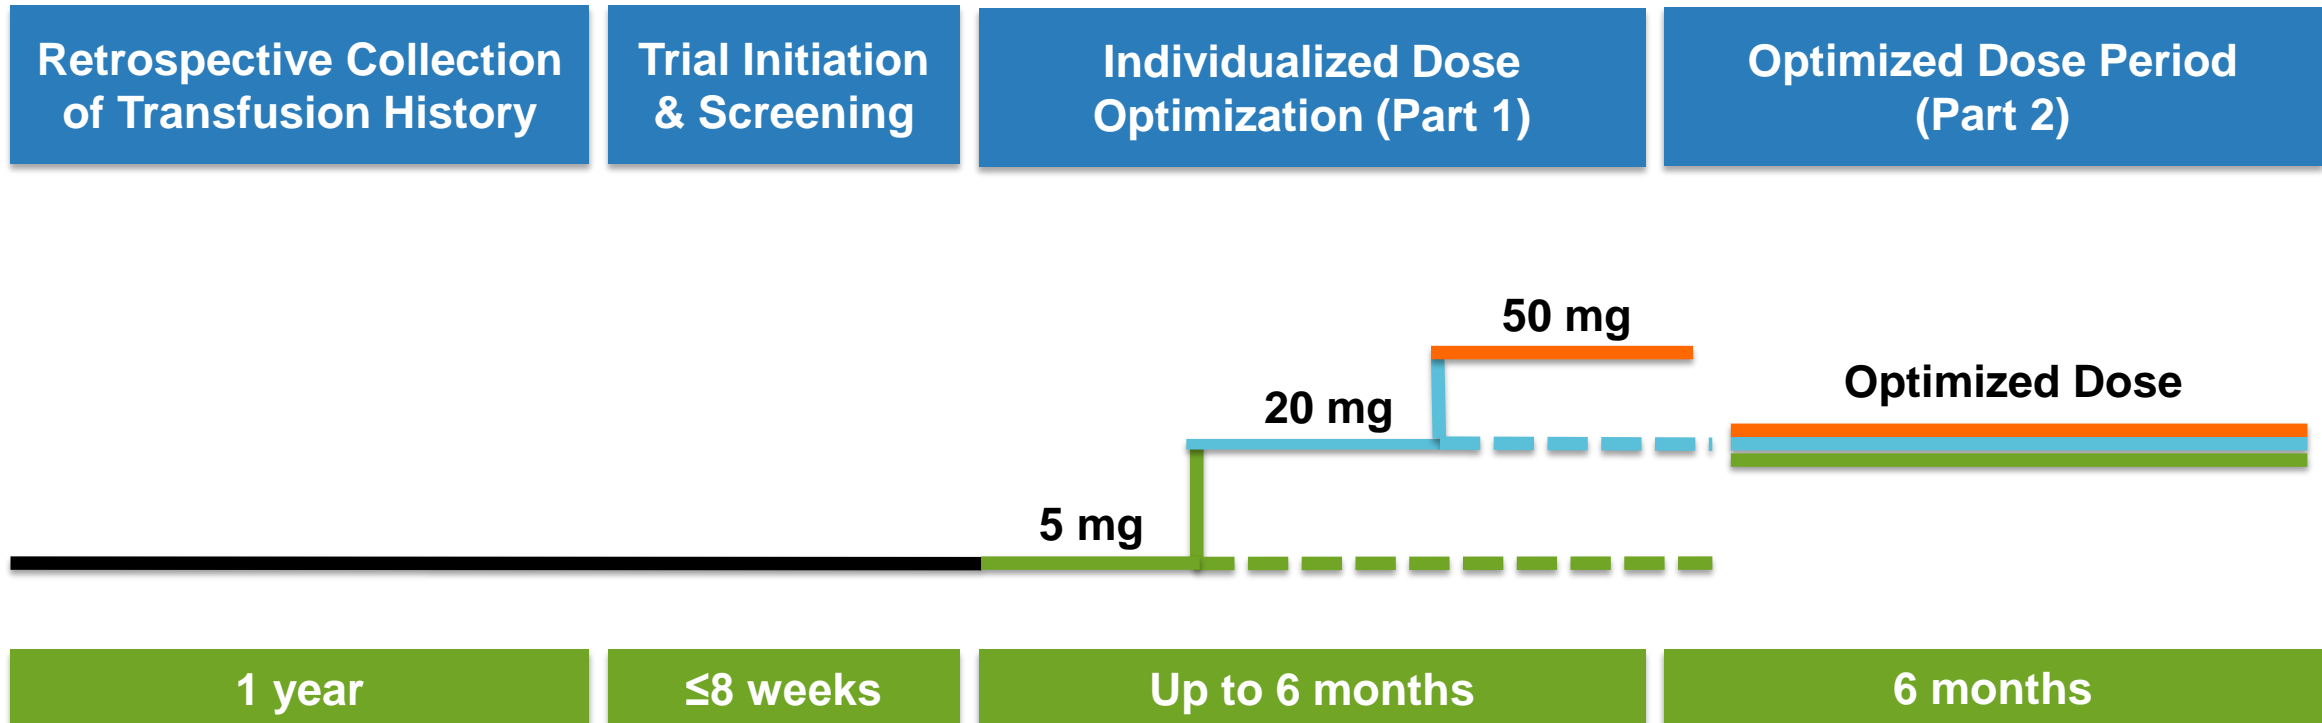 Retrospective Collection
of Transfusion History
Trial Initiation
& Screening
Individualized Dose
Optimization (Part 1)
Optimized Dose Period
(Part 2)
50 mg
Optimized Dose
20 mg
5 mg
1 year
≤8 weeks
Up to 6 months
6 months